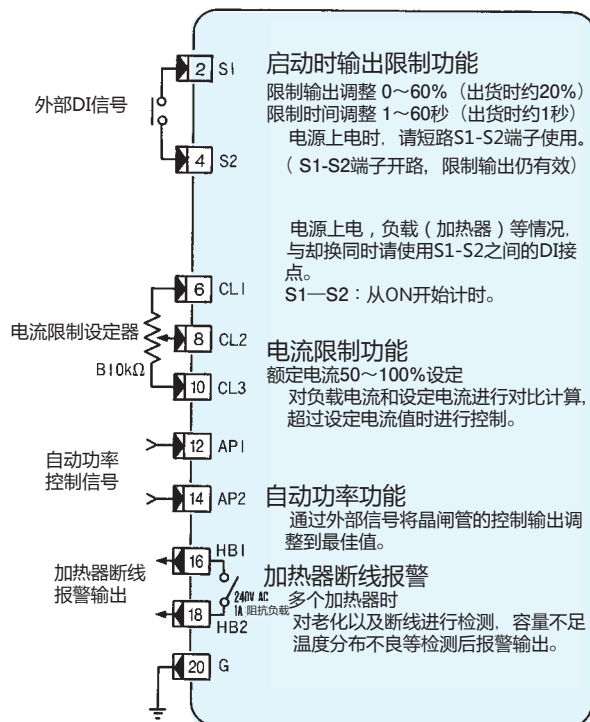 2 S1 启动时输出限制功能
限制输出调整 0～60%（出货时约20%）
外部DI信号
限制时间调整 1～60秒（出货时约1秒）
电源上电时，请短路S1-S2端子使用。
4 S2
（ S1-S2端子开路，限制输出仍有效）
电源上电，负载（加热器）等情况，
与却换同时请使用S1-S2之间的DI接
点。
6 CL1
S1—S2：从ON开始计时。
电流限制设定器
8 CL2
电流限制功能
B10kΩ
10 CL3
额定电流50～100%设定
对负载电流和设定电流进行对比计算，
超过设定电流值时进行控制。
12 AP1
自动功率
控制信号
14 AP2
自动功率功能
通过外部信号将晶闸管的控制输出调
整到最佳值。
16 HB1
加热器断线
报警输出
240V AC
1A 阻抗负载
18 HB2
加热器断线报警
多个加热器时
对老化以及断线进行检测，容量不足
温度分布不良等检测后报警输出。
20 G